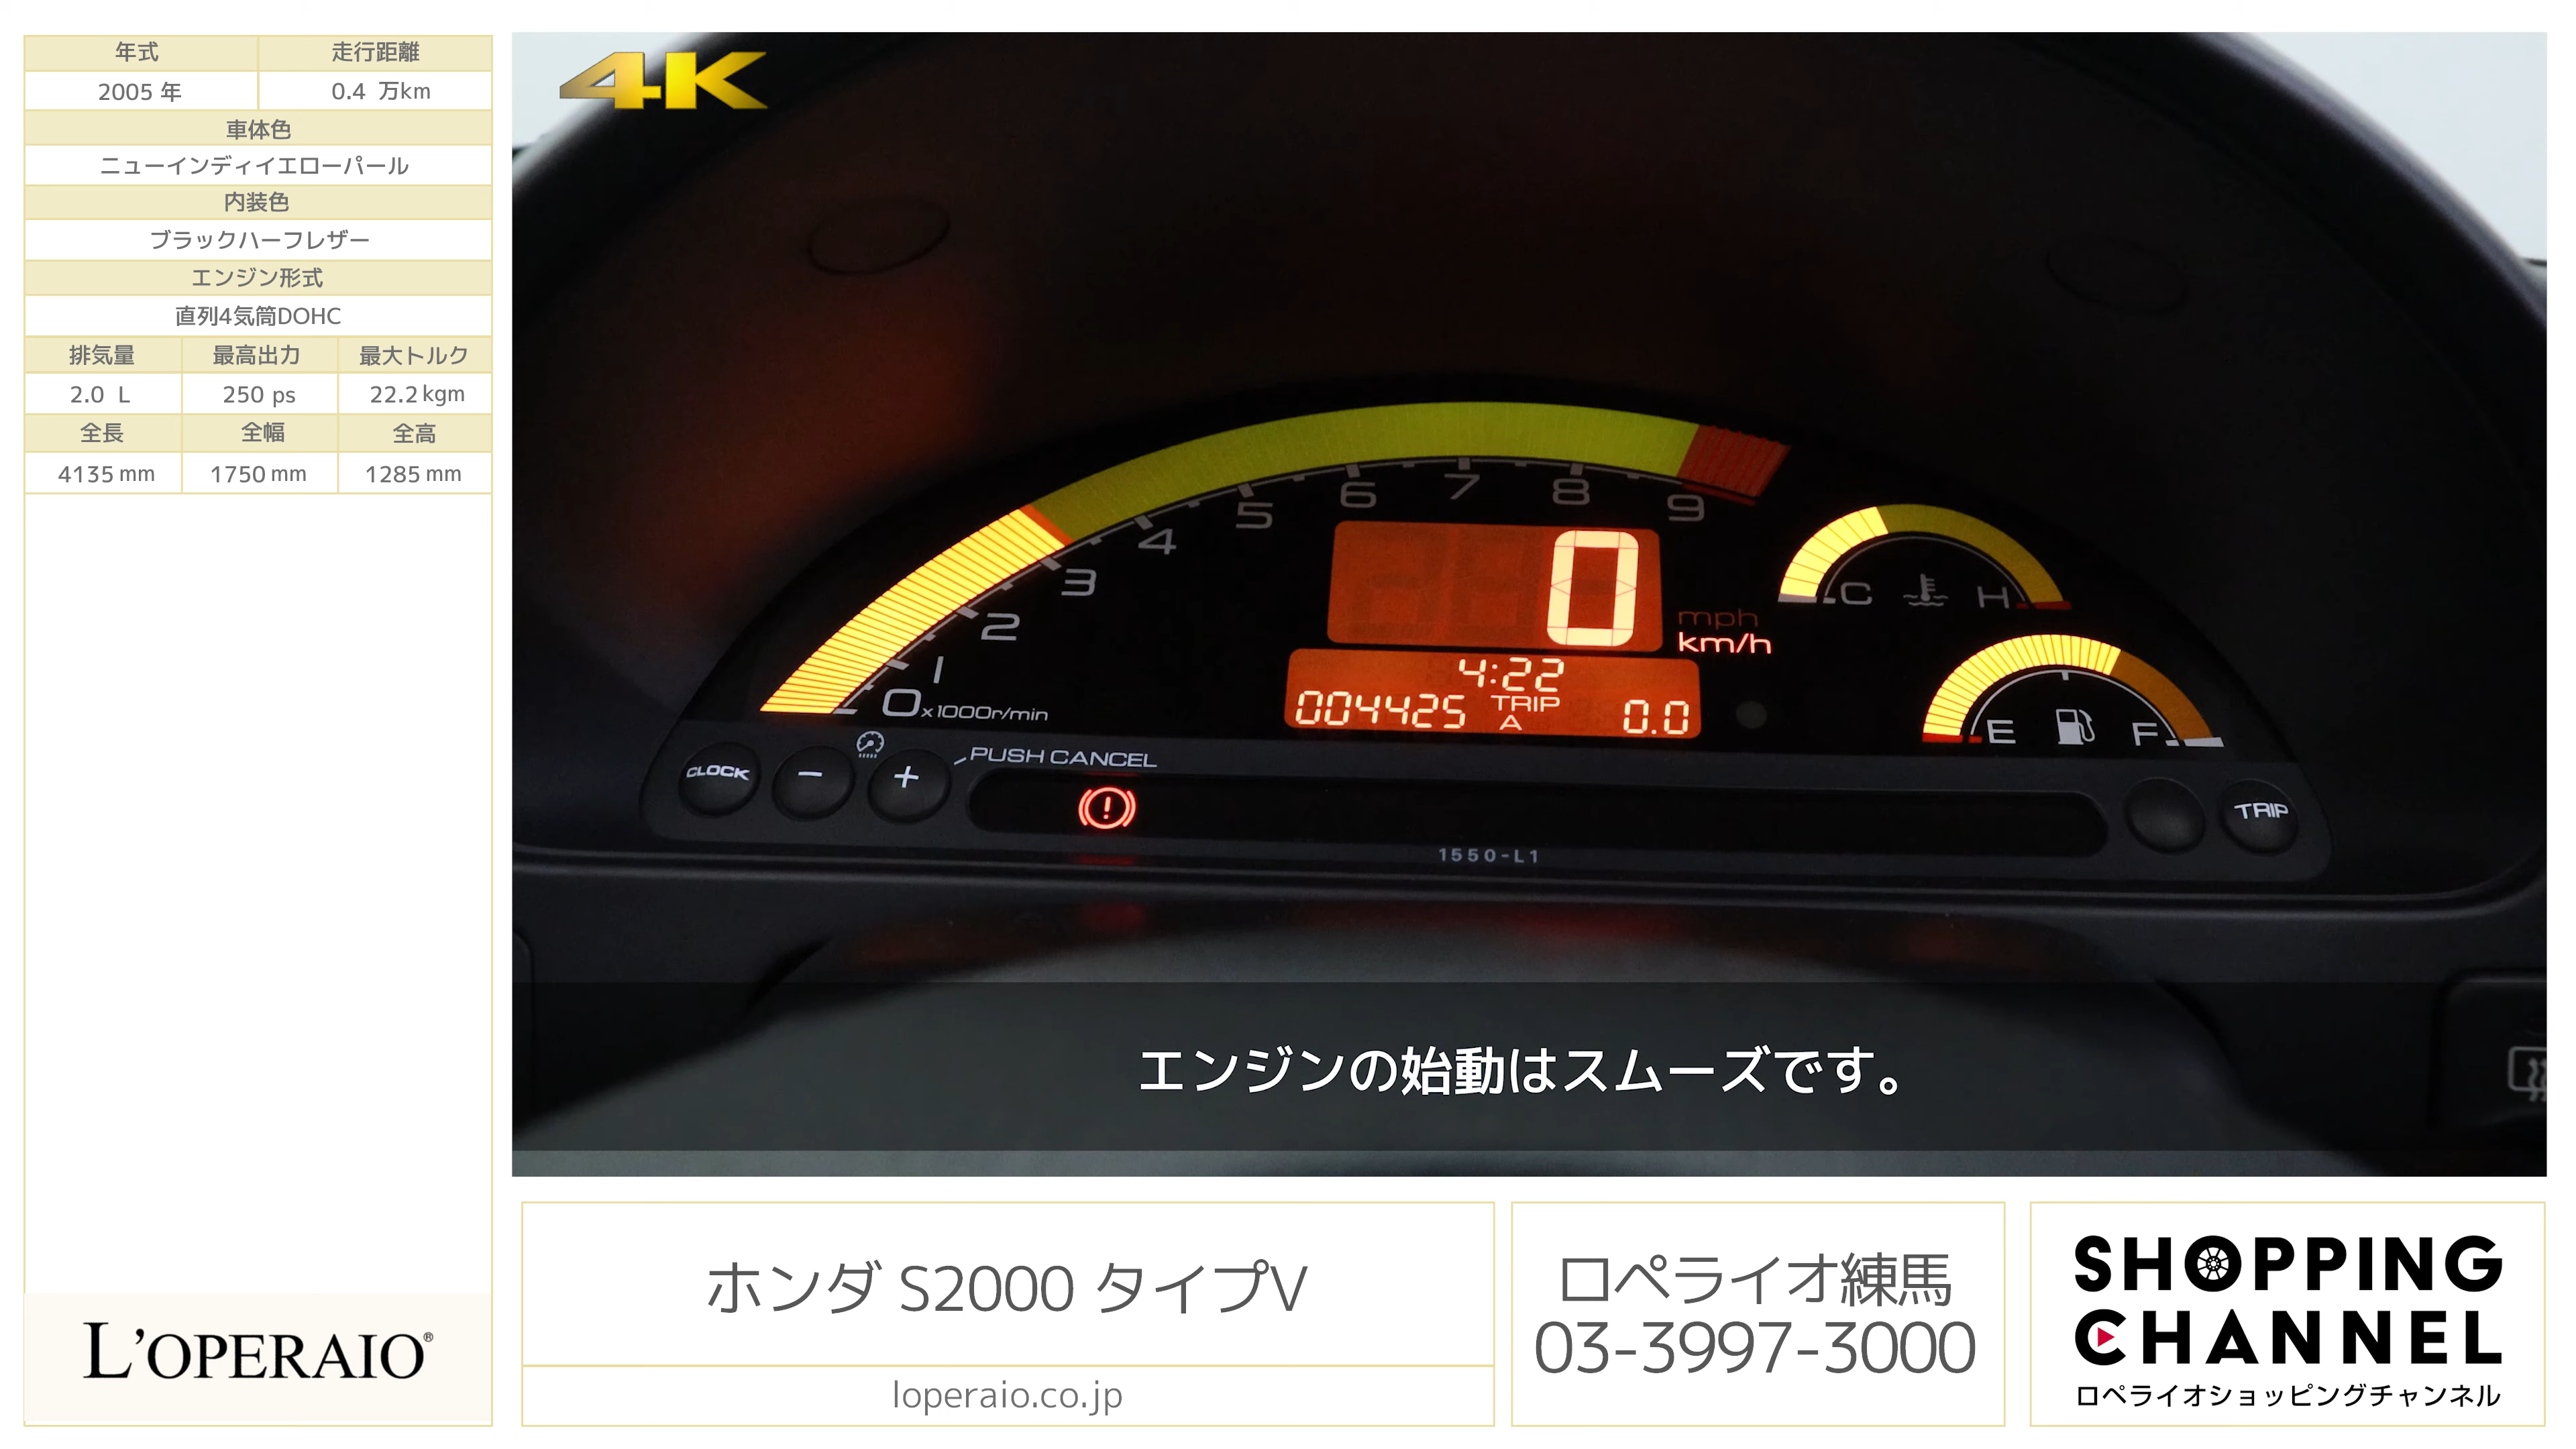 年式 走行距離
2005 年 0.4 万km
車体色
ニューインディイエローパール
内装色
ブラックハーフレザー
エンジン形式
直列4気筒DOHC
排気量 最高出力 最大トルク
2.0 L 250 ps 22.2 kgm
全長 全幅 全高
4135 mm 1750 mm 1285 mm
L'OPERAIO®
4K
0 1 2 3 4 5 6 7 8 9
x1000r/min
0
mph
km/h
4:22
004425 TRIP A 0.0
C H
E F
CLOCK − + PUSH CANCEL
TRIP
1550-L1
エンジンの始動はスムーズです。
ホンダ S2000 タイプV
loperaio.co.jp
ロペライオ練馬
03-3997-3000
SHOPPING
CHANNEL
ロペライオショッピングチャンネル